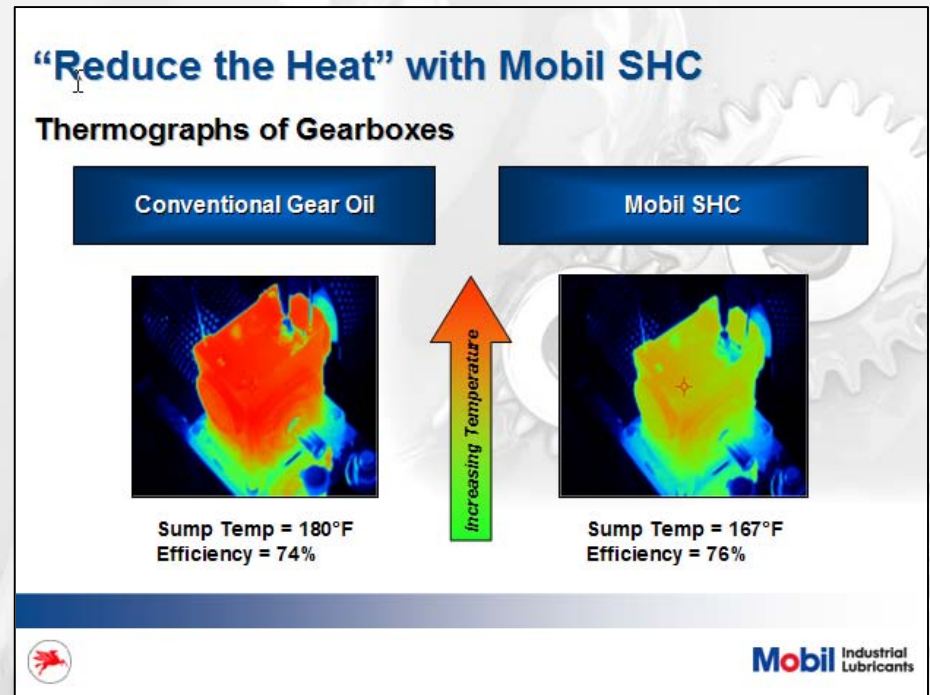 “Reduce the Heat” with Mobil SHC
Thermographs of Gearboxes
Conventional Gear Oil
Mobil SHC
Increasing Temperature
Sump Temp = 180°F
Efficiency = 74%
Sump Temp = 167°F
Efficiency = 76%
Mobil Industrial
Lubricants